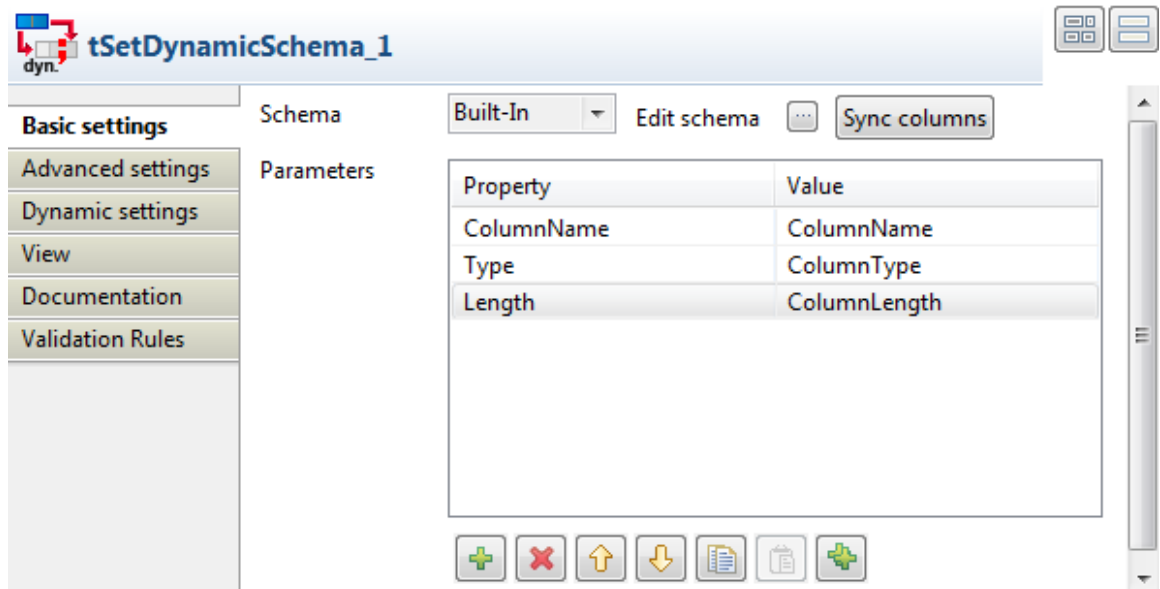 dyn.
tSetDynamicSchema_1
Basic settings
Advanced settings
Dynamic settings
View
Documentation
Validation Rules
Schema
Built-In
Edit schema
...
Sync columns
Parameters
Property Value
ColumnName ColumnName
Type ColumnType
Length ColumnLength